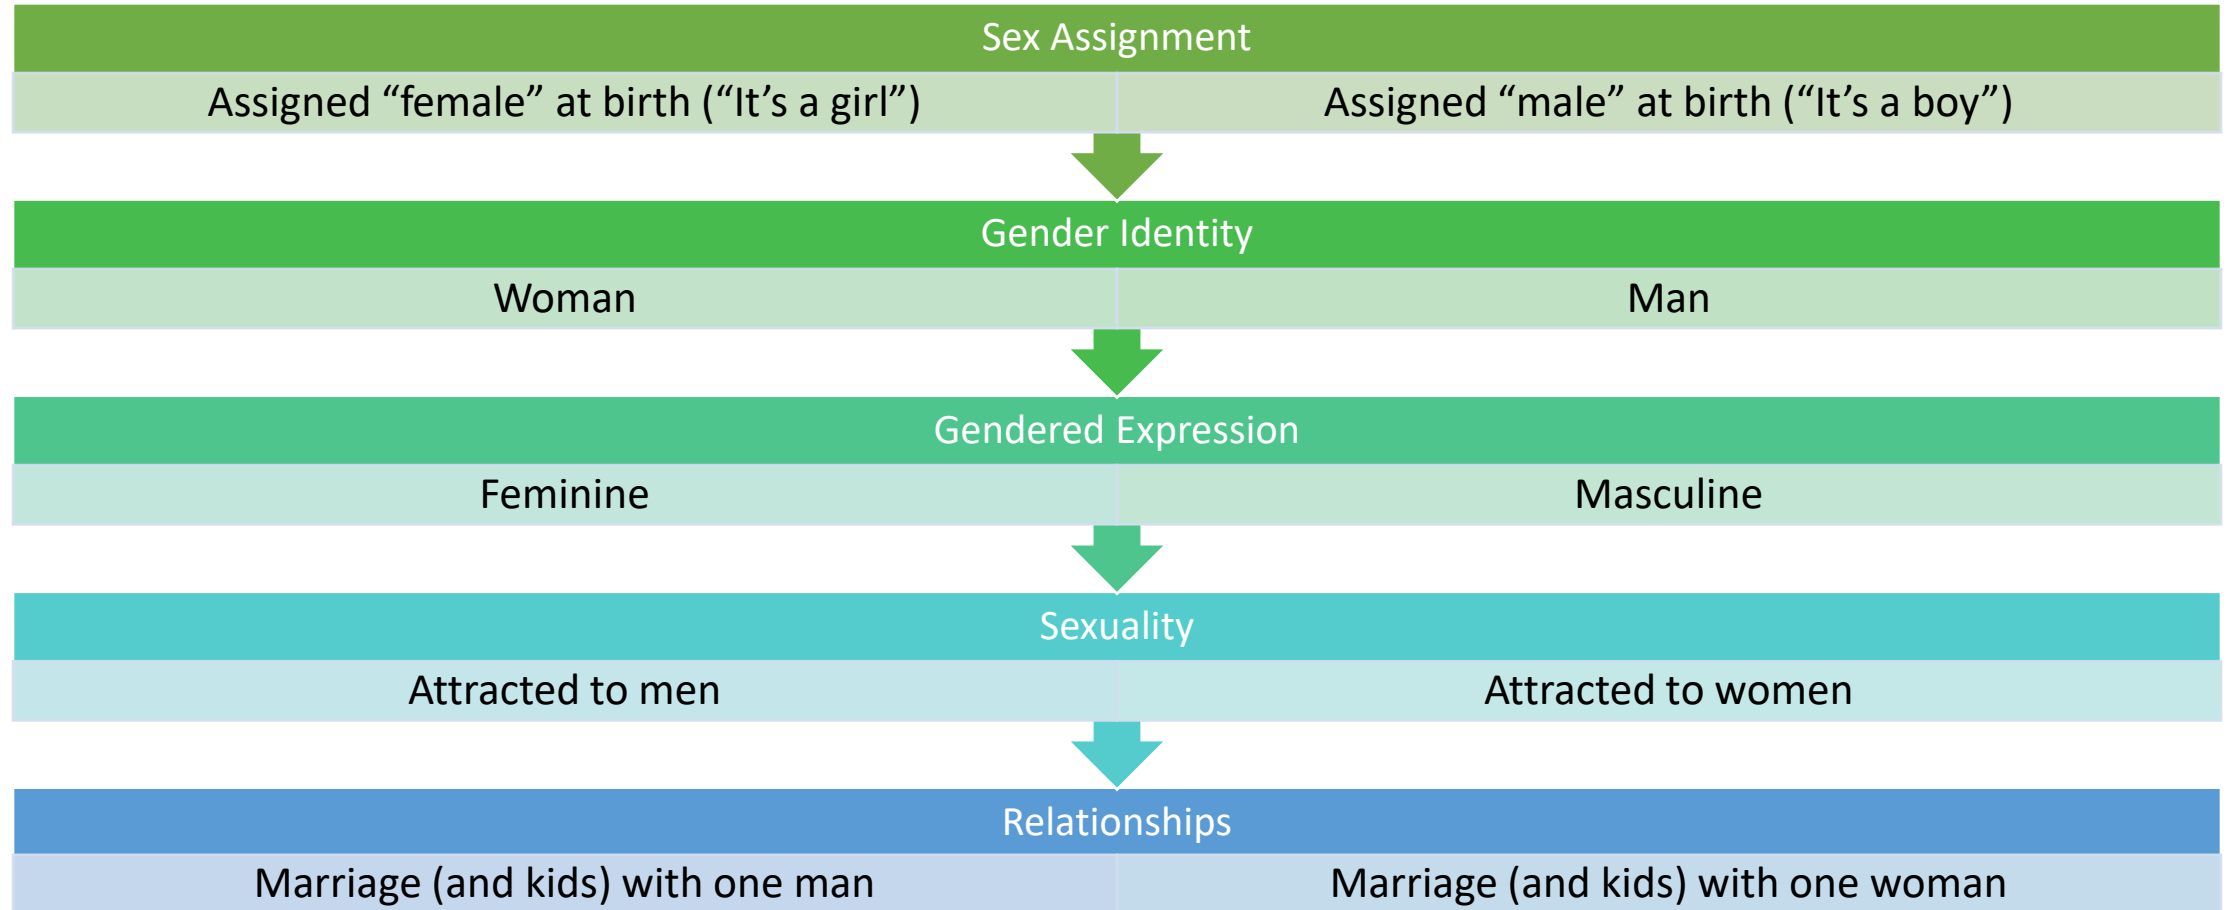 Sex Assignment
Assigned “female” at birth (“It’s a girl”)
Assigned “male” at birth (“It’s a boy”)
Gender Identity
Woman
Man
Gendered Expression
Feminine
Masculine
Sexuality
Attracted to men
Attracted to women
Relationships
Marriage (and kids) with one man
Marriage (and kids) with one woman